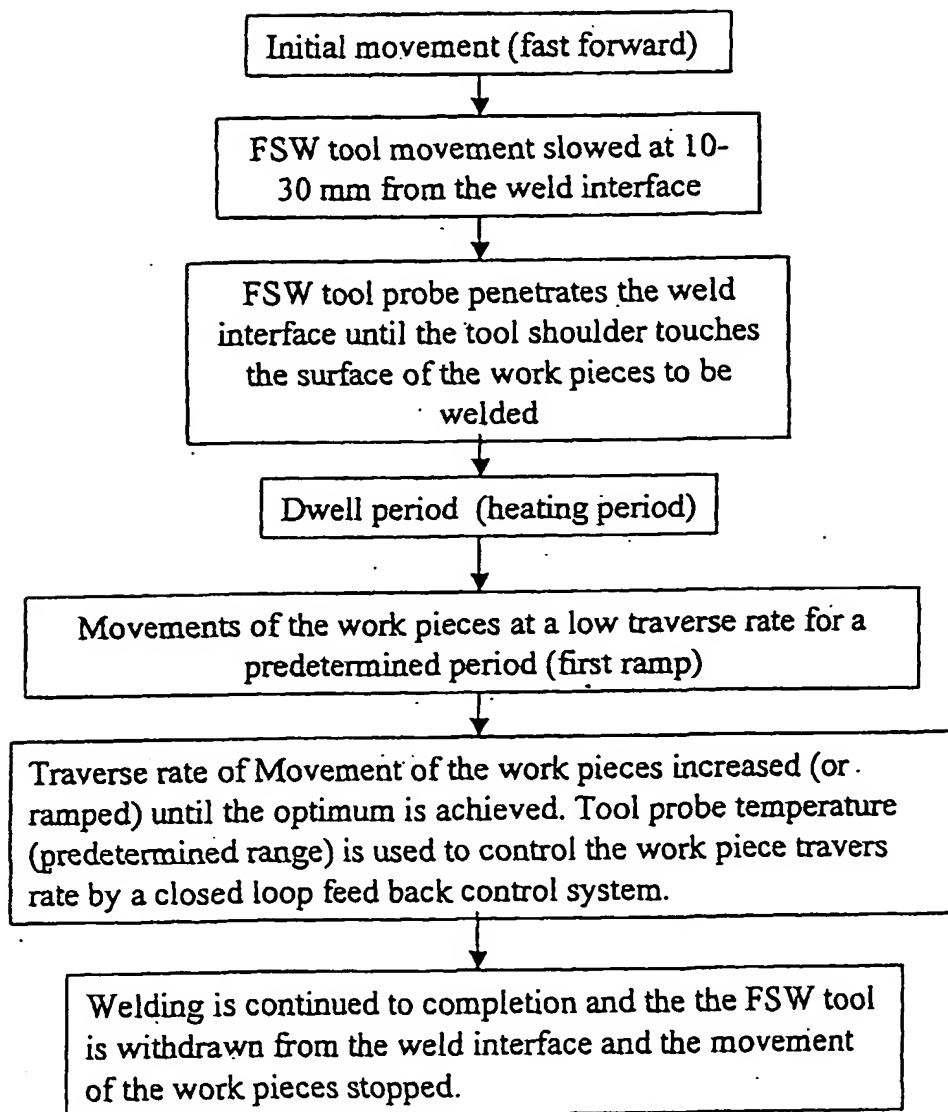 Initial movement (fast forward)
FSW tool movement slowed at 10-
30 mm from the weld interface
FSW tool probe penetrates the weld
interface until the tool shoulder touches
the surface of the work pieces to be
welded
Dwell period (heating period)
Movements of the work pieces at a low traverse rate for a
predetermined period (first ramp)
Traverse rate of Movement of the work pieces increased (or
ramped) until the optimum is achieved. Tool probe temperature
(predetermined range) is used to control the work piece travers
rate by a closed loop feed back control system.
Welding is continued to completion and the the FSW tool
is withdrawn from the weld interface and the movement
of the work pieces stopped.